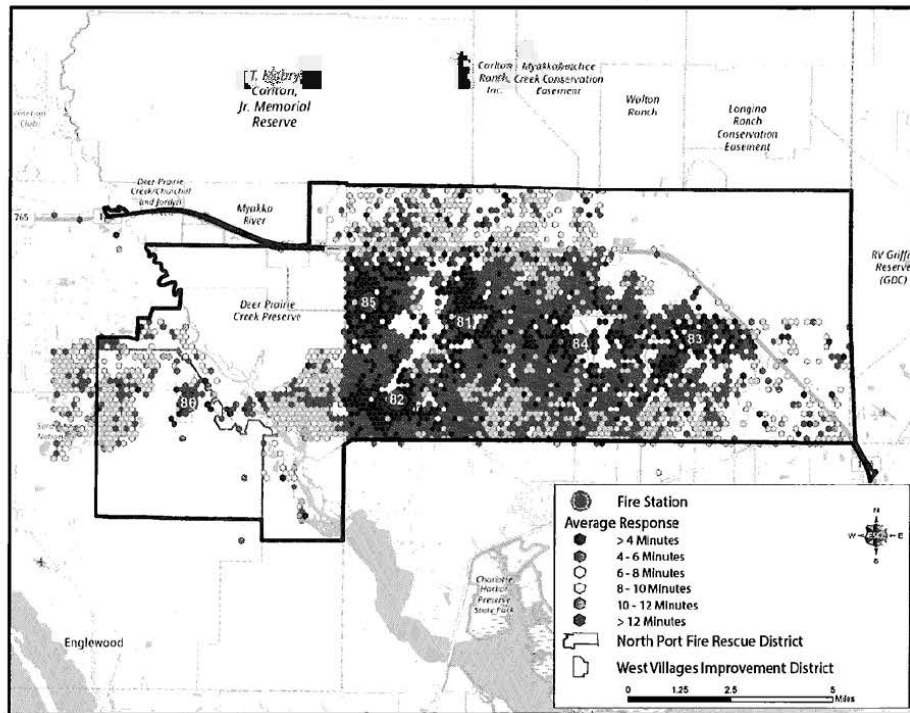 Carlton
Ranch
Inc.
Myakkahatchee
Creek Conservation
Easement
Carlton,
Jr. Memorial
Reserve
Walton
Ranch
Longino
Ranch
Conservation
Easement
Club
Deer Prairie
Creek/Churchill
and Jordyn
765
Myakka
River
RV Griffin
Reserve
(GDC)
Deer Prairie
Creek Preserve
85
81
84
83
86
82
Fire Station
Average Response
> 4 Minutes
4 - 6 Minutes
6 - 8 Minutes
8 - 10 Minutes
10 - 12 Minutes
> 12 Minutes
North Port Fire Rescue District
West Villages Improvement District
0 1.25 2.5 5
Miles
N
W E
S
Charlotte
Harbor
Preserve
State Park
Englewood